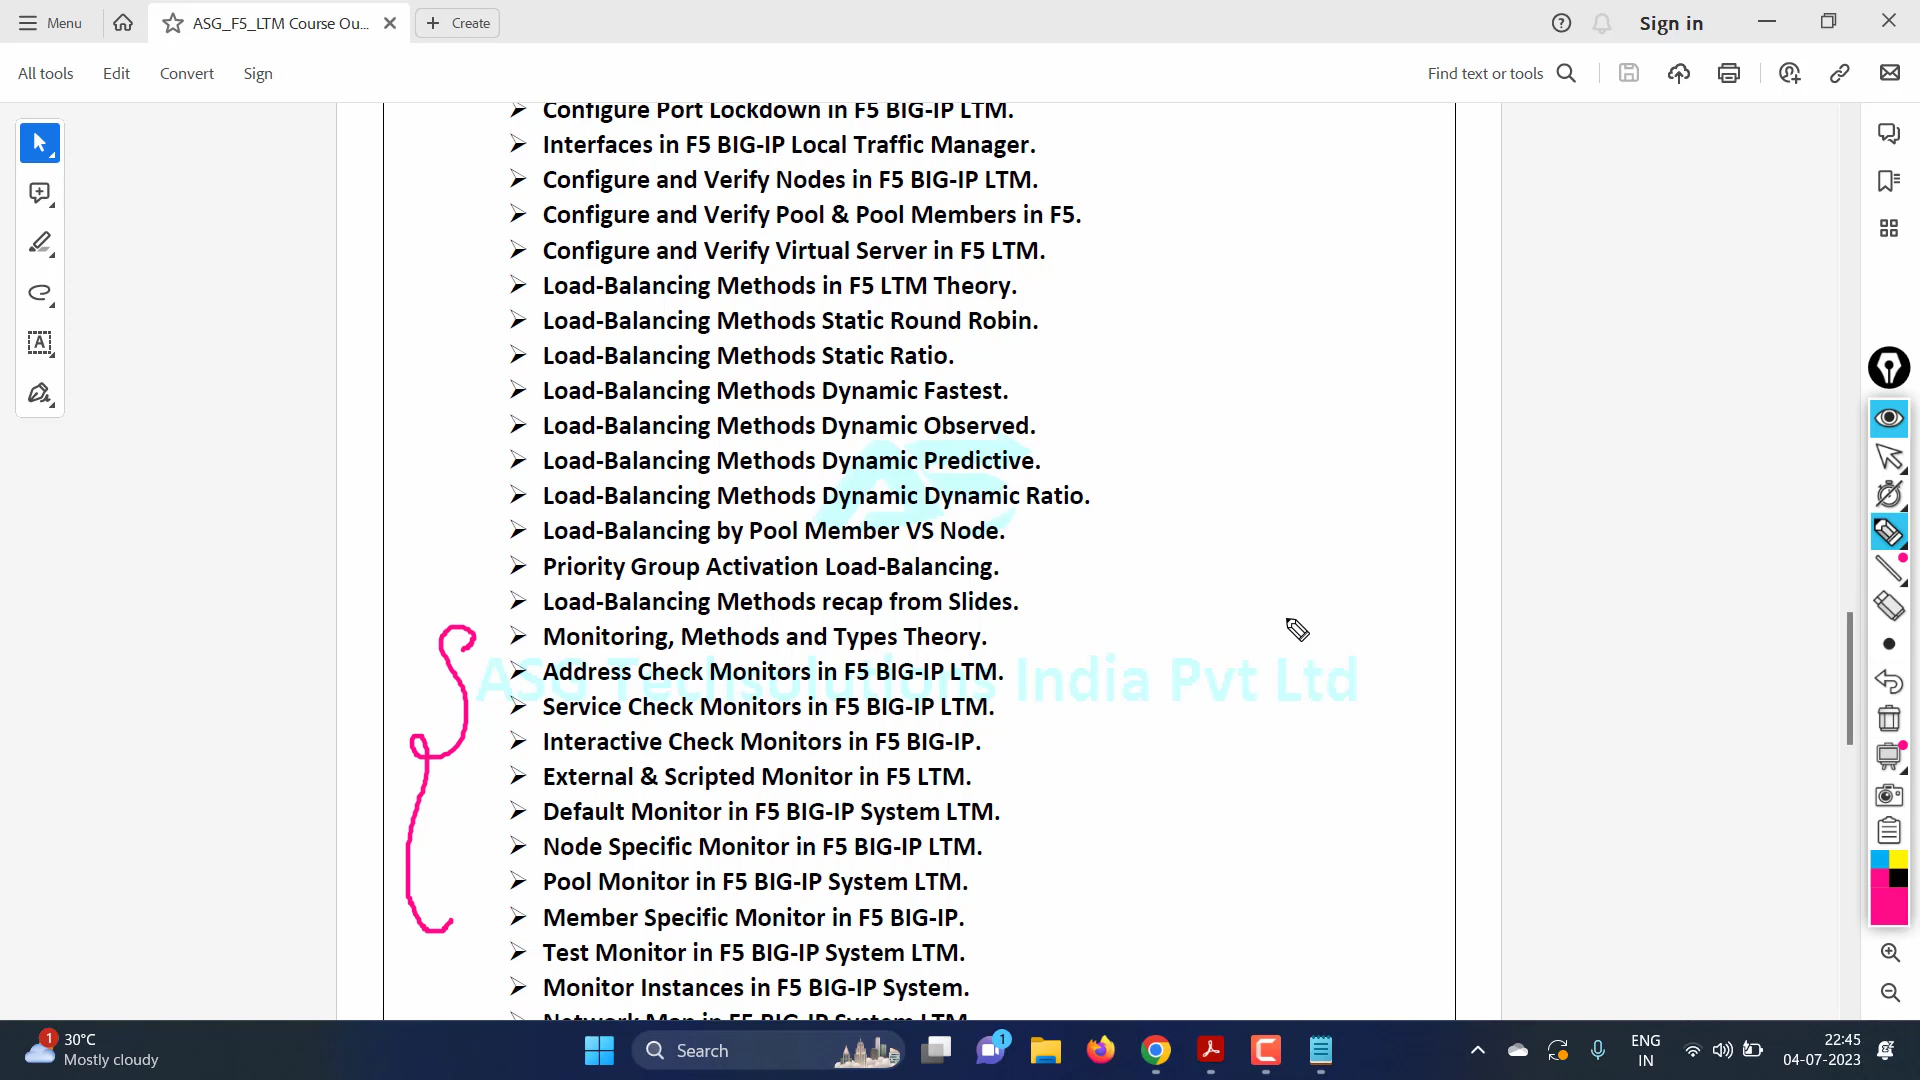 Menu
ASG_F5_LTM Course Ou...
Create
Sign in
All tools
Edit
Convert
Sign
Find text or tools
Configure Port Lockdown in F5 BIG-IP LTM.
Interfaces in F5 BIG-IP Local Traffic Manager.
Configure and Verify Nodes in F5 BIG-IP LTM.
Configure and Verify Pool & Pool Members in F5.
Configure and Verify Virtual Server in F5 LTM.
Load-Balancing Methods in F5 LTM Theory.
Load-Balancing Methods Static Round Robin.
Load-Balancing Methods Static Ratio.
Load-Balancing Methods Dynamic Fastest.
Load-Balancing Methods Dynamic Observed.
Load-Balancing Methods Dynamic Predictive.
Load-Balancing Methods Dynamic Dynamic Ratio.
Load-Balancing by Pool Member VS Node.
Priority Group Activation Load-Balancing.
Load-Balancing Methods recap from Slides.
Monitoring, Methods and Types Theory.
Address Check Monitors in F5 BIG-IP LTM.
ASG Techsolutions India Pvt Ltd
Service Check Monitors in F5 BIG-IP LTM.
Interactive Check Monitors in F5 BIG-IP.
External & Scripted Monitor in F5 LTM.
Default Monitor in F5 BIG-IP System LTM.
Node Specific Monitor in F5 BIG-IP LTM.
Pool Monitor in F5 BIG-IP System LTM.
Member Specific Monitor in F5 BIG-IP.
Test Monitor in F5 BIG-IP System LTM.
Monitor Instances in F5 BIG-IP System.
Network Map in F5 BIG-IP System LTM.
1
30°C
Mostly cloudy
Search
1
ENG
IN
22:45
04-07-2023